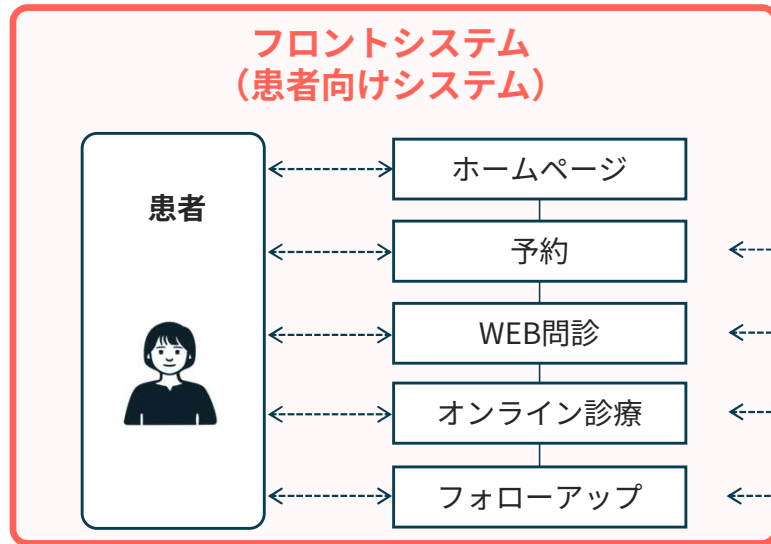 フロントシステム
（患者向けシステム）
患者
ホームページ
予約
WEB問診
オンライン診療
フォローアップ